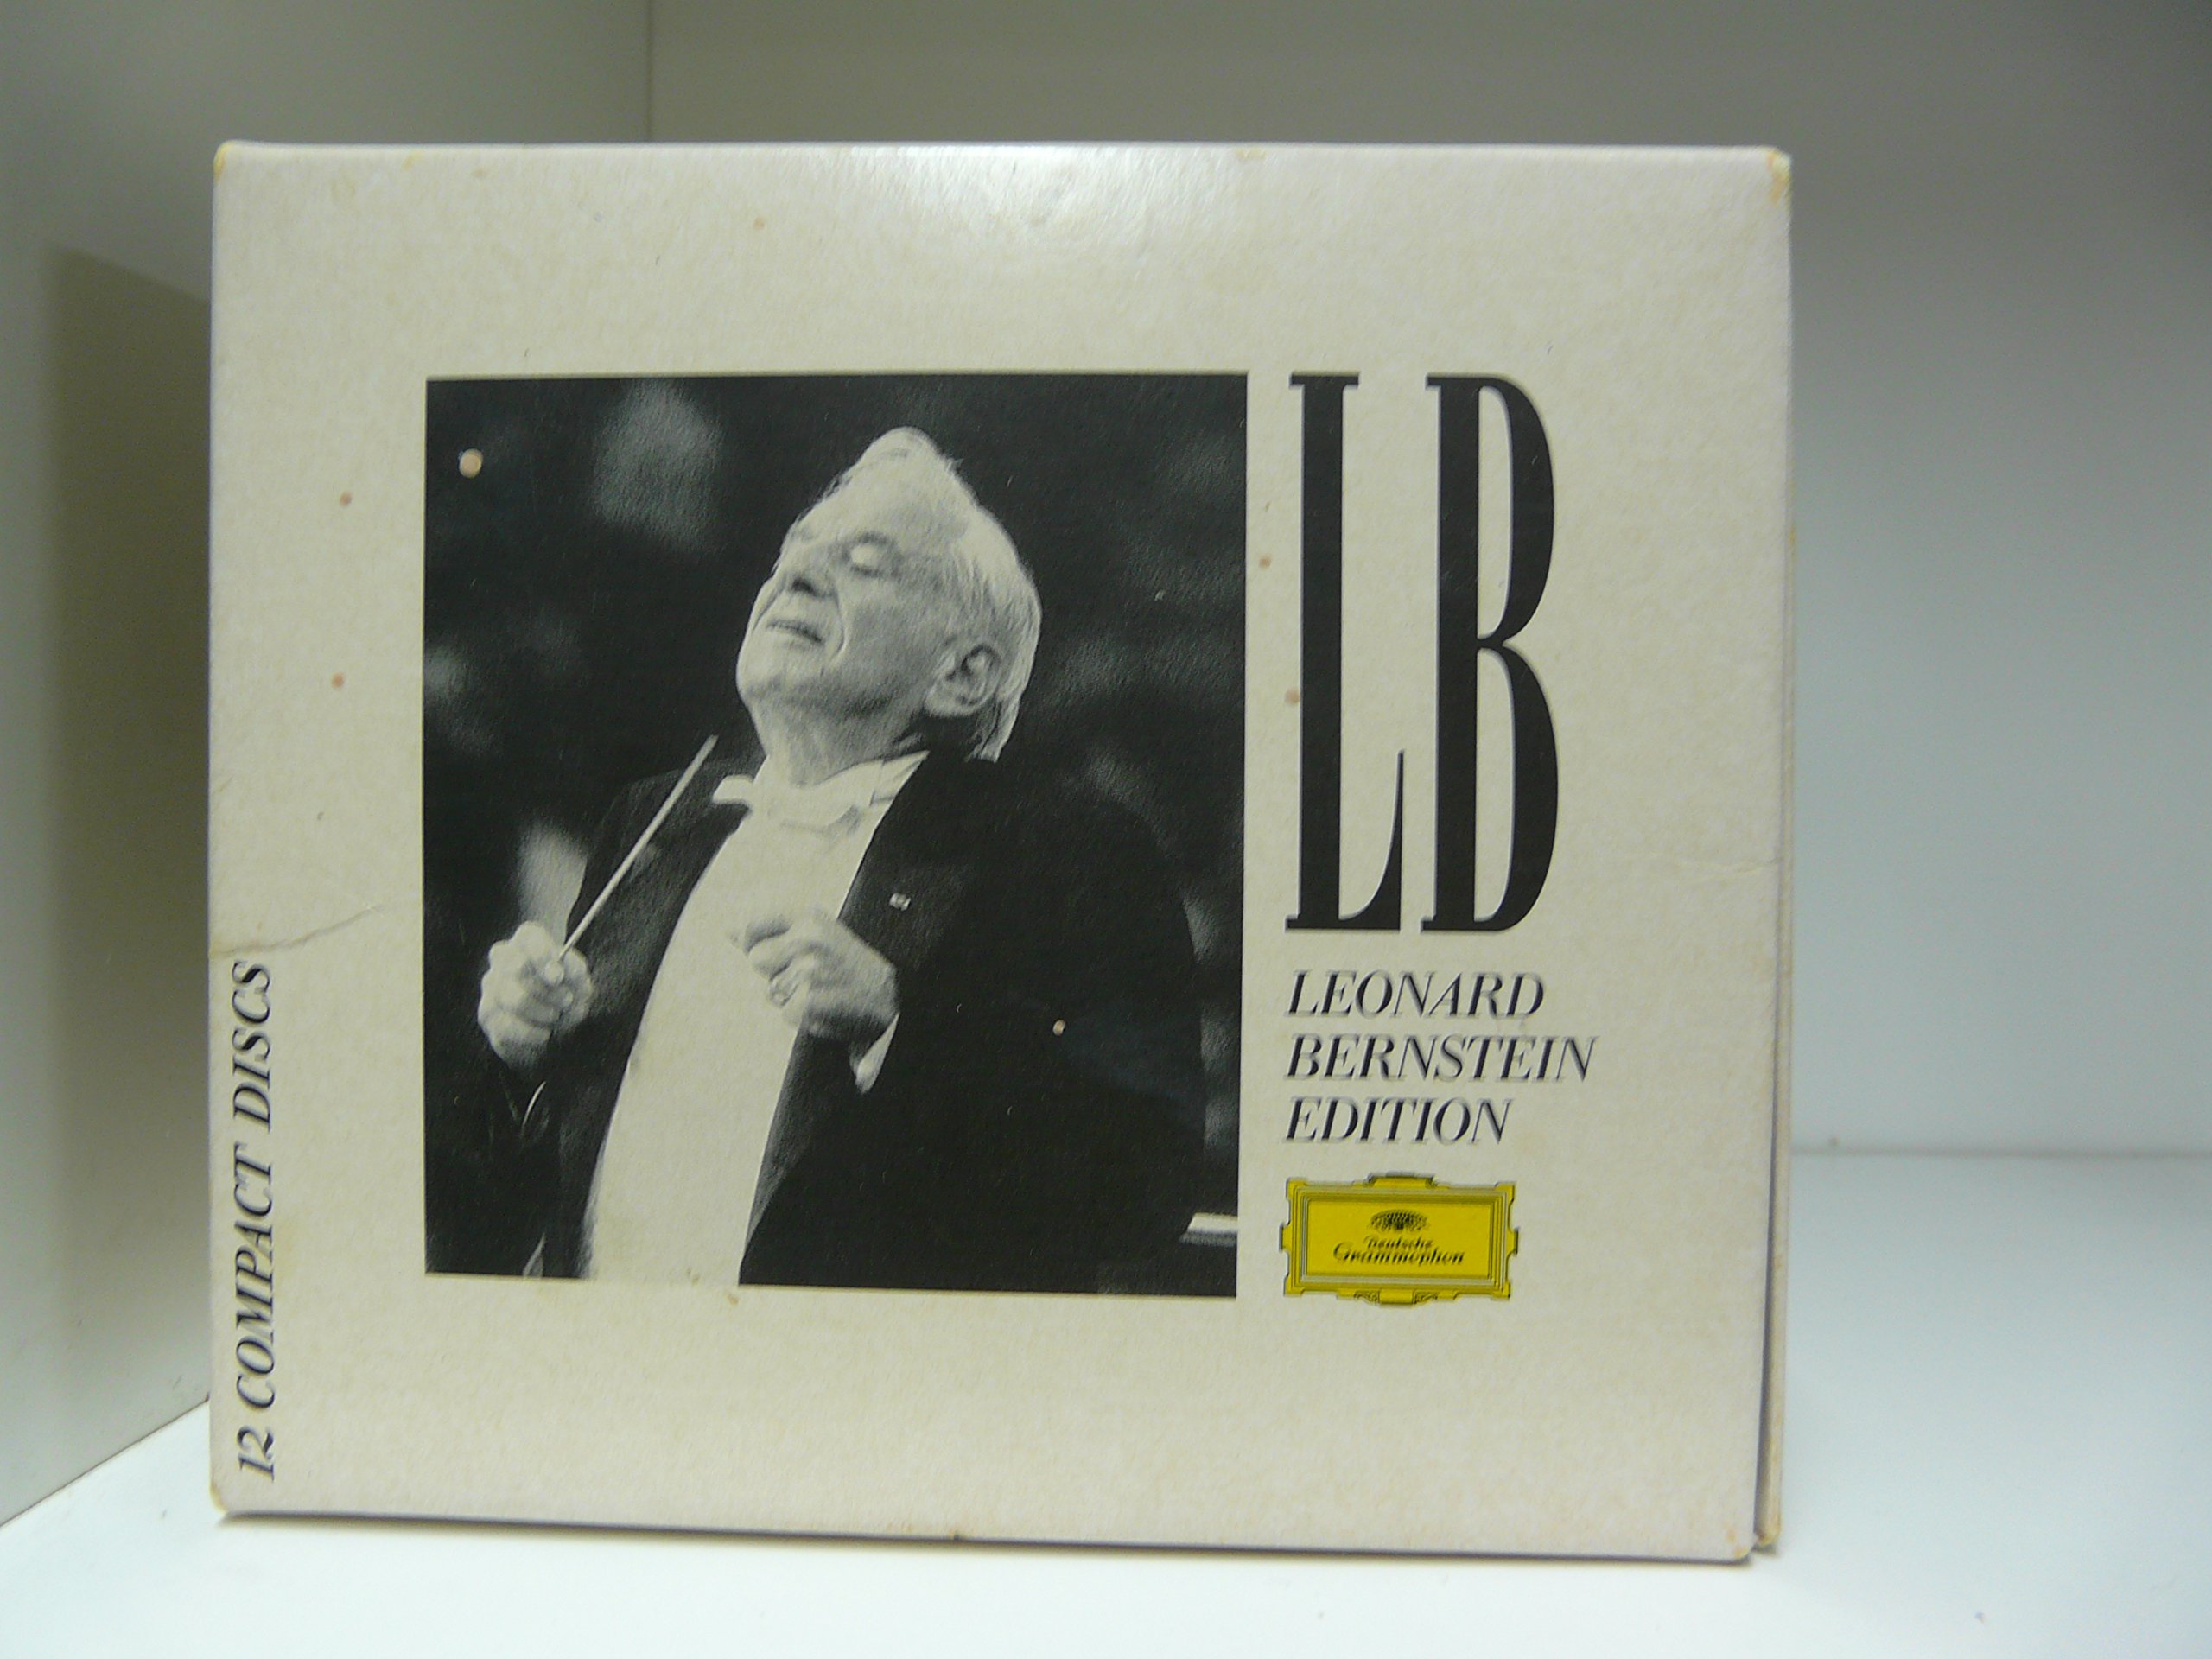 LB
LEONARD
BERNSTEIN
EDITION
Deutsche
Grammophon
12 COMPACT DISCS